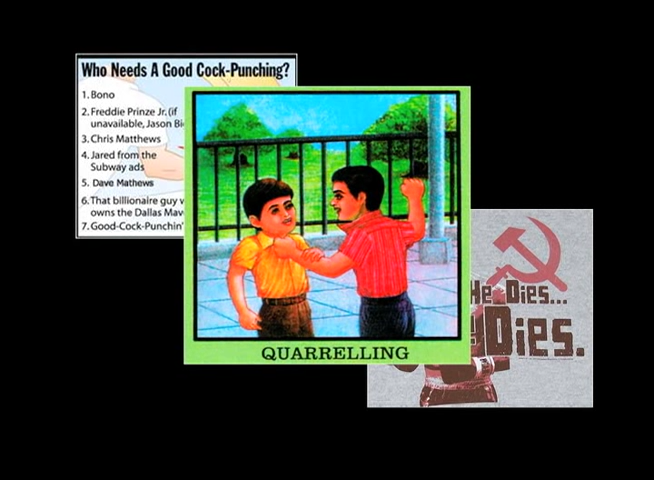 Who Needs A Good Cock-Punching?
1. Bono
2. Freddie Prinze Jr. (if
unavailable, Jason
3. Chris Matthews
4. Jared from the
Subway ads
5. Dave Mathews
6. That billionaire guy
owns the Dallas
7. Good-Cock-Punchin'
QUARRELLING
He Dies...
Dies.